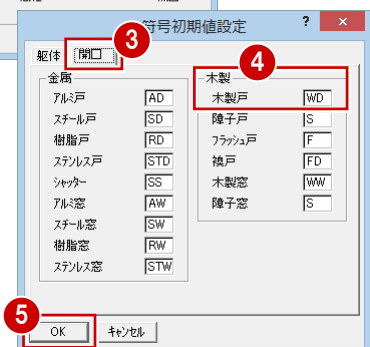 符号初期値設定 ? ×
3
躯体 開口
4
金属
アルミ戸 AD
スチール戸 SD
樹脂戸 RD
ステンレス戸 STD
シャッター SS
アルミ窓 AW
スチール窓 SW
樹脂窓 RW
ステンレス窓 STW
木製
木製戸 WD
障子戸 S
フラッシュ戸 F
襖戸 FD
木製窓 WW
障子窓 S
5
OK キャンセル